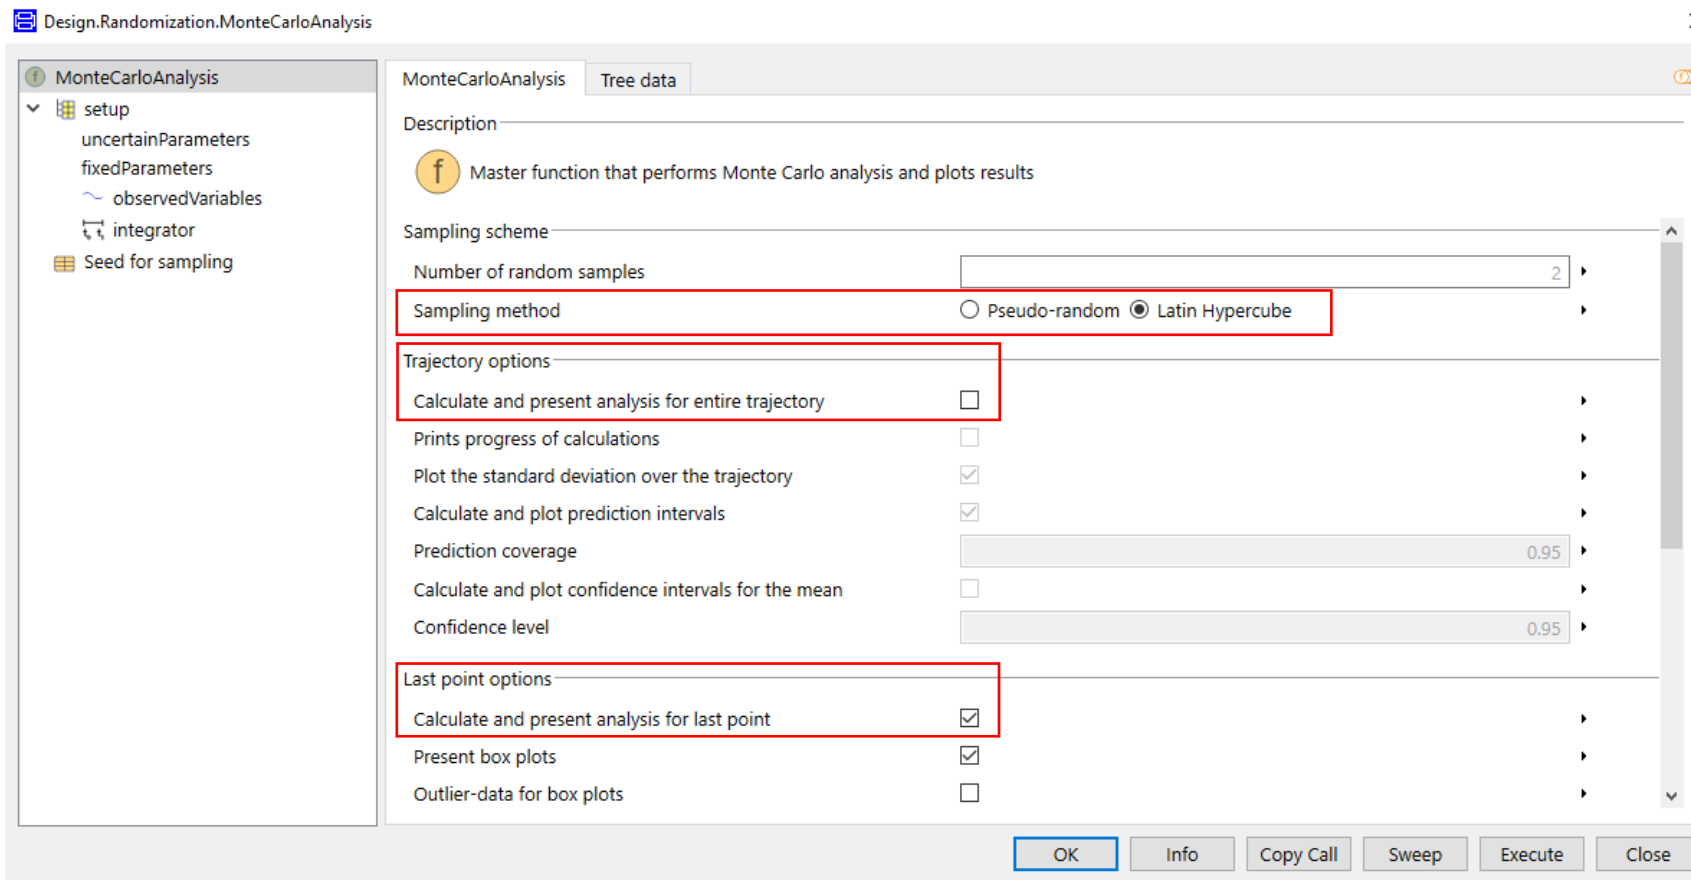 Design.Randomization.MonteCarloAnalysis
MonteCarloAnalysis
setup
uncertainParameters
fixedParameters
observedVariables
integrator
Seed for sampling
MonteCarloAnalysis Tree data
Description
f Master function that performs Monte Carlo analysis and plots results
Sampling scheme
Number of random samples 2
Sampling method Pseudo-random Latin Hypercube
Trajectory options
Calculate and present analysis for entire trajectory
Prints progress of calculations
Plot the standard deviation over the trajectory
Calculate and plot prediction intervals
Prediction coverage 0.95
Calculate and plot confidence intervals for the mean
Confidence level 0.95
Last point options
Calculate and present analysis for last point
Present box plots
Outlier-data for box plots
OK Info Copy Call Sweep Execute Close